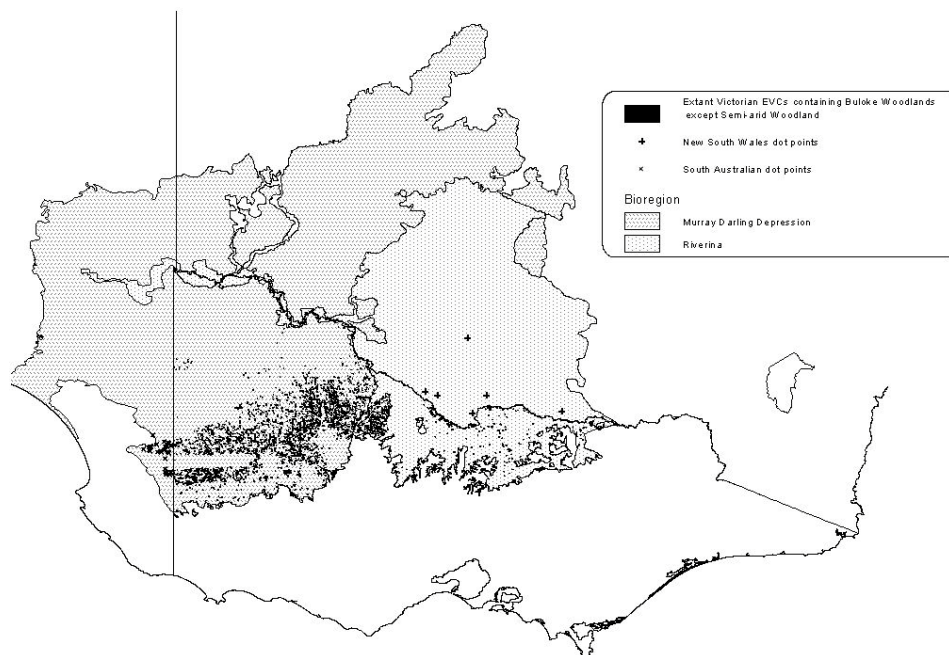 Extant Victorian EVCs containing Buloke Woodlands
except Semi-arid Woodland
New South Wales dot points
South Australian dot points
Bioregion
Murray Darling Depression
Riverina